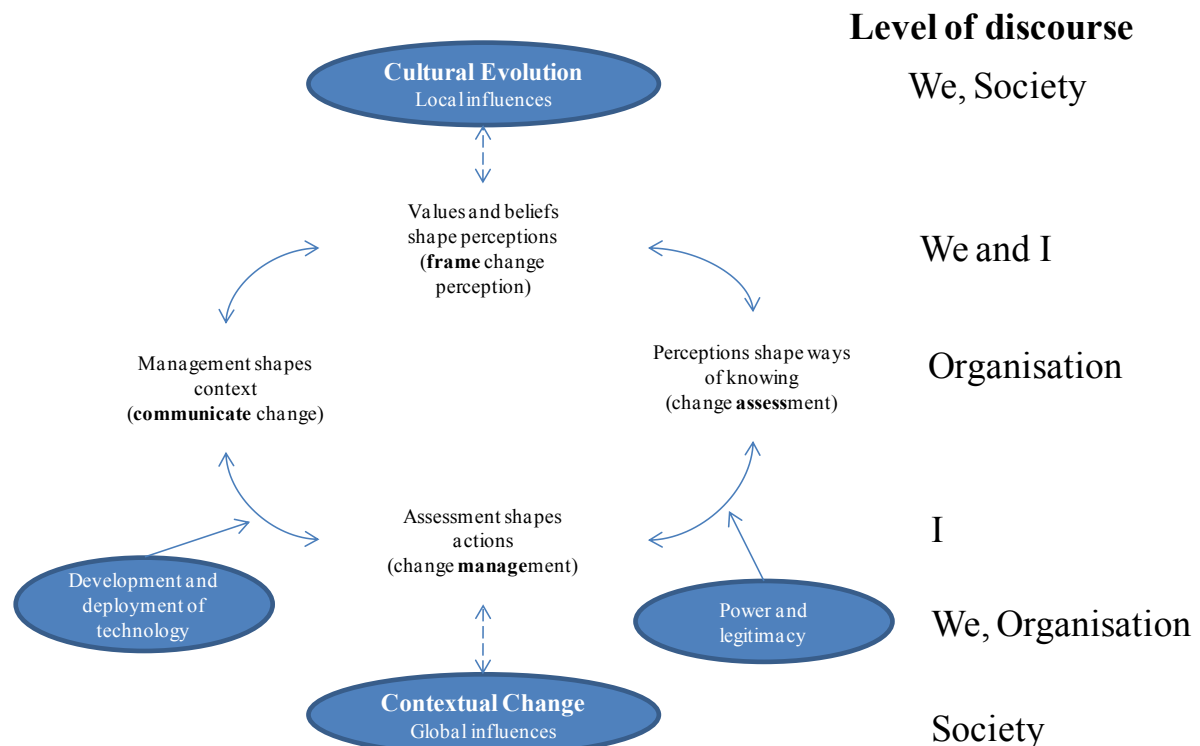 Level of discourse
Cultural Evolution
Local influences
We, Society
Values and beliefs
shape perceptions
(frame change
perception)
We and I
Management shapes
context
(communicate change)
Perceptions shape ways
of knowing
(change assessment)
Organisation
Assessment shapes
actions
(change management)
I
Development and
deployment of
technology
Power and
legitimacy
We, Organisation
Contextual Change
Global influences
Society